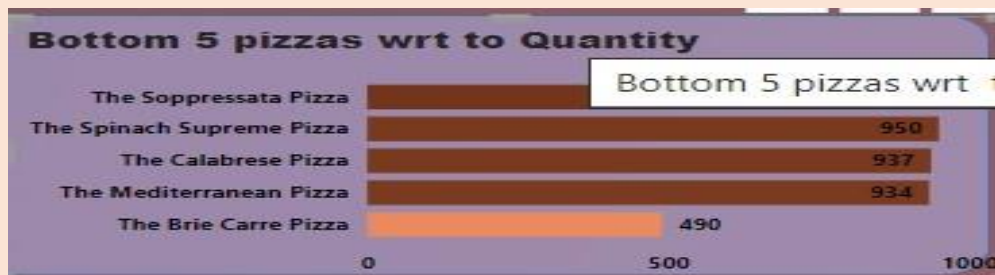 Bottom 5 pizzas wrt to Quantity
Bottom 5 pizzas wrt
The Soppressata Pizza
The Spinach Supreme Pizza 950
The Calabrese Pizza 937
The Mediterranean Pizza 934
The Brie Carre Pizza 490
0 500 1000